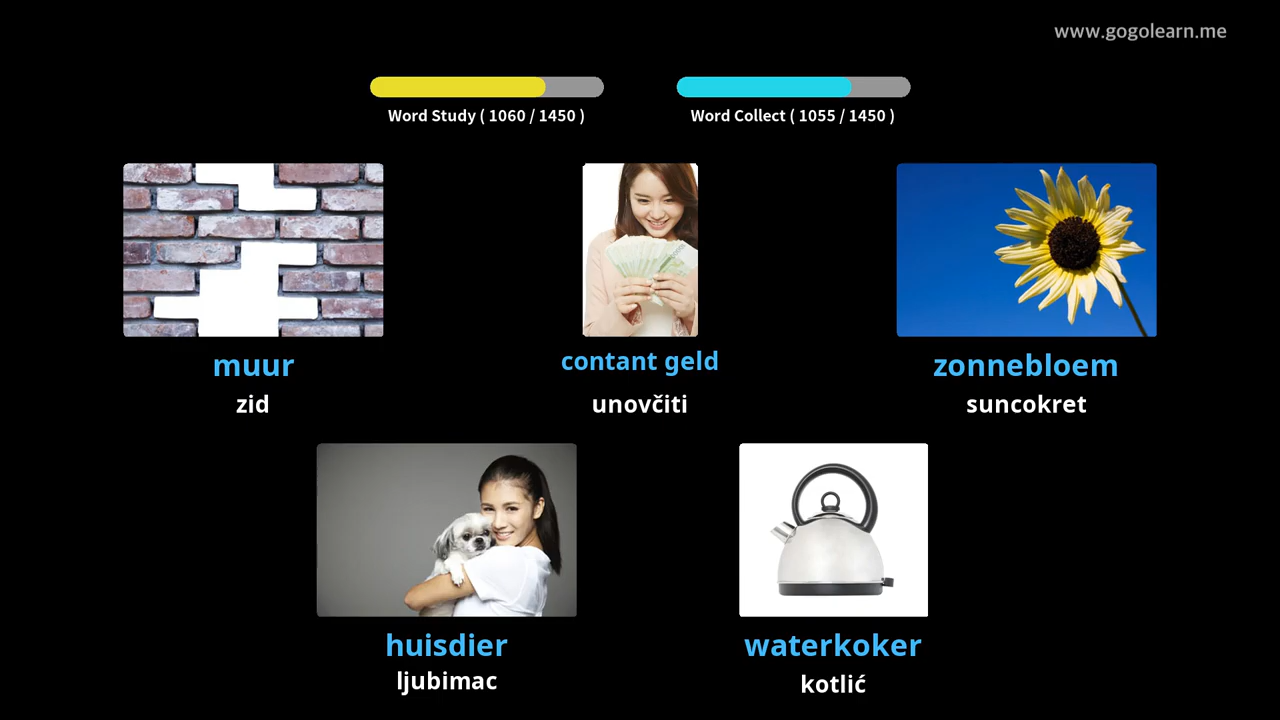 www.gogolearn.me
Word Study ( 1060 / 1450 )
Word Collect ( 1055 / 1450 )
muur
contant geld
zonnebloem
zid
unovčiti
suncokret
huisdier
waterkoker
ljubimac
kotlić